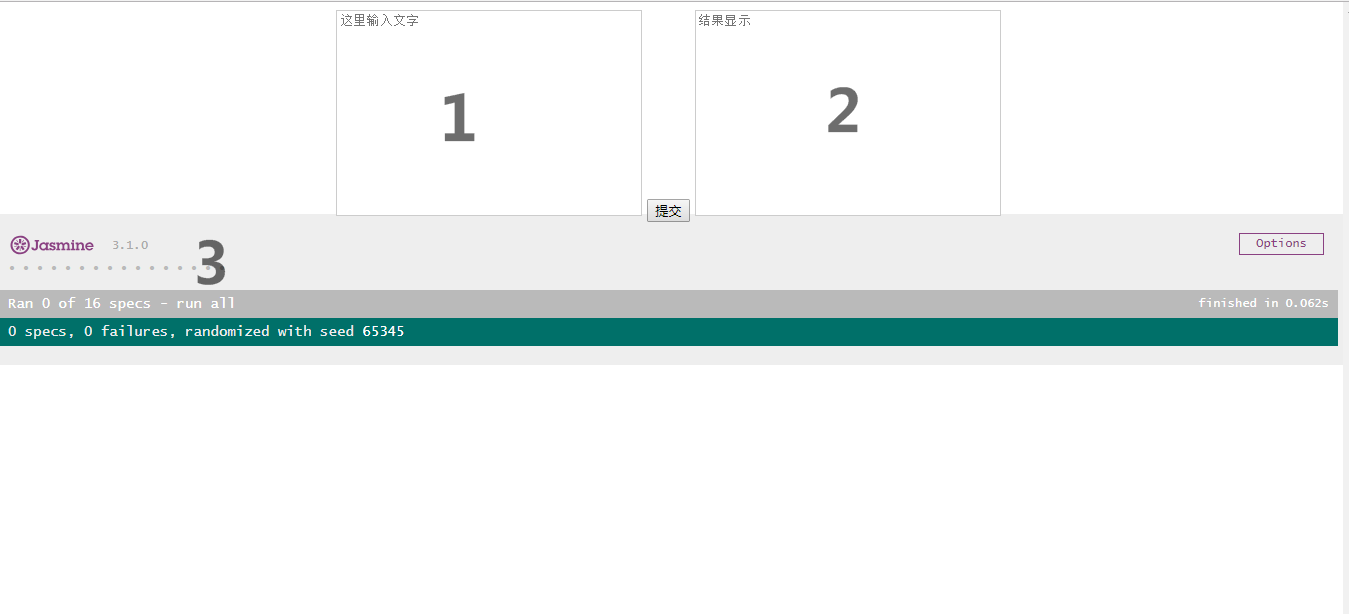 这里输入文字
结果显示
1
2
提交
Jasmine 3.1.0
3
Options
Ran 0 of 16 specs - run all
finished in 0.062s
0 specs, 0 failures, randomized with seed 65345